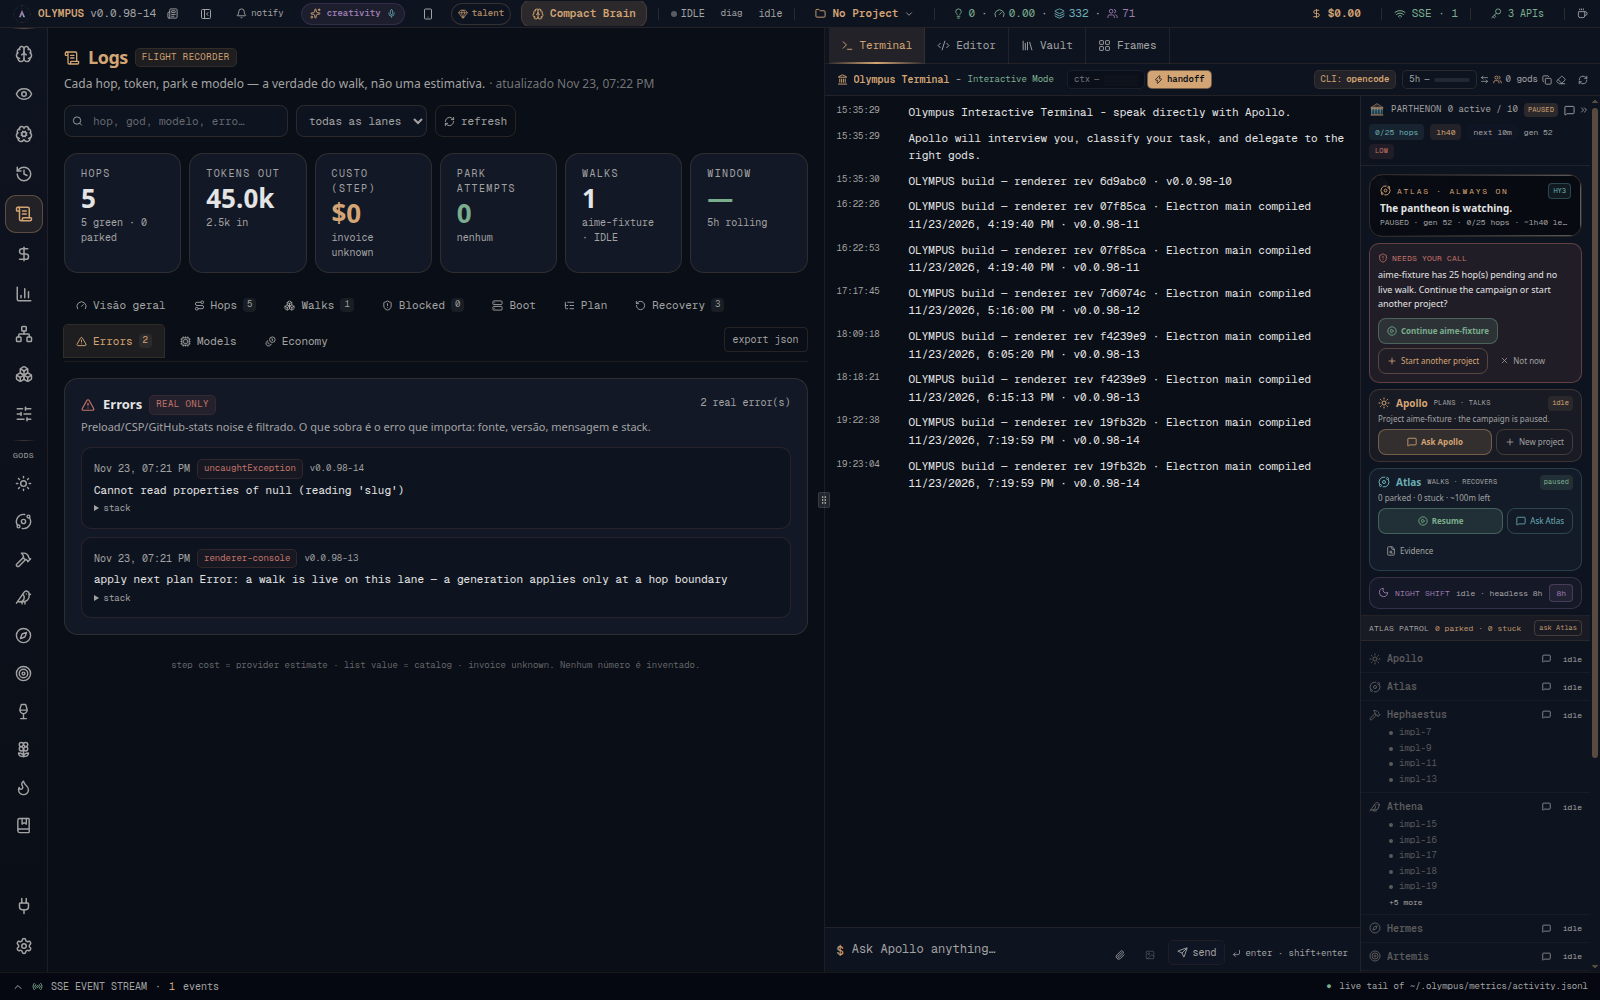 OLYMPUS v0.0.98-14 notify creativity talent Compact Brain IDLE diag idle No Project 0 · 0.00 · 332 · 71 $ $0.00 SSE · 1 3 APIs
Logs FLIGHT RECORDER
Cada hop, token, park e modelo — a verdade do walk, não uma estimativa. · atualizado Nov 23, 07:22 PM
hop, god, modelo, erro… todas as lanes refresh
HOPS
5
5 green · 0
parked
TOKENS OUT
45.0k
2.5k in
CUSTO
(STEP)
$0
invoice
unknown
PARK
ATTEMPTS
0
nenhum
WALKS
1
aime-fixture
· IDLE
WINDOW
—
5h rolling
Visão geral Hops 5 Walks 1 Blocked 0 Boot Plan Recovery 3
Errors 2 Models Economy export json
Errors REAL ONLY 2 real error(s)
Preload/CSP/GitHub-stats noise é filtrado. O que sobra é o erro que importa: fonte, versão, mensagem e stack.
Nov 23, 07:21 PM uncaughtException v0.0.98-14
Cannot read properties of null (reading 'slug')
▶ stack
Nov 23, 07:21 PM renderer-console v0.0.98-13
apply next plan Error: a walk is live on this lane — a generation applies only at a hop boundary
▶ stack
step cost = provider estimate · list value = catalog · invoice unknown. Nenhum número é inventado.
GODS
Terminal Editor Vault Frames
Olympus Terminal – Interactive Mode ctx — handoff CLI: opencode 5h — 0 gods
15:35:29 Olympus Interactive Terminal – speak directly with Apollo.
15:35:29 Apollo will interview you, classify your task, and delegate to the
right gods.
15:35:30 OLYMPUS build — renderer rev 6d9abc0 · v0.0.98-10
16:22:26 OLYMPUS build — renderer rev 07f85ca · Electron main compiled
11/23/2026, 4:19:40 PM · v0.0.98-11
16:22:53 OLYMPUS build — renderer rev 07f85ca · Electron main compiled
11/23/2026, 4:19:40 PM · v0.0.98-11
17:17:45 OLYMPUS build — renderer rev 7d6074c · Electron main compiled
11/23/2026, 5:16:00 PM · v0.0.98-12
18:09:18 OLYMPUS build — renderer rev f4239e9 · Electron main compiled
11/23/2026, 6:05:20 PM · v0.0.98-13
18:18:21 OLYMPUS build — renderer rev f4239e9 · Electron main compiled
11/23/2026, 6:15:13 PM · v0.0.98-13
19:22:38 OLYMPUS build — renderer rev 19fb32b · Electron main compiled
11/23/2026, 7:19:59 PM · v0.0.98-14
19:23:04 OLYMPUS build — renderer rev 19fb32b · Electron main compiled
11/23/2026, 7:19:59 PM · v0.0.98-14
$ Ask Apollo anything… send enter · shift+enter
PARTHENON 0 active / 10 PAUSED
0/25 hops 1h40 next 10m gen 52
LOW
ATLAS · ALWAYS ON HY3
The pantheon is watching.
PAUSED · gen 52 · 0/25 hops · ~1h40 le…
NEEDS YOUR CALL
aime-fixture has 25 hop(s) pending and no
live walk. Continue the campaign or start
another project?
Continue aime-fixture
Start another project Not now
Apollo PLANS · TALKS idle
Project aime-fixture · the campaign is paused.
Ask Apollo New project
Atlas WALKS · RECOVERS paused
0 parked · 0 stuck · ~100m left
Resume Ask Atlas
Evidence
NIGHT SHIFT idle · headless 8h 8h
ATLAS PATROL 0 parked · 0 stuck ask Atlas
Apollo idle
Atlas idle
Hephaestus idle
impl-7
impl-9
impl-11
impl-13
Athena idle
impl-15
impl-16
impl-17
impl-18
impl-19
+5 more
Hermes idle
Artemis idle
SSE EVENT STREAM · 1 events live tail of ~/.olympus/metrics/activity.jsonl